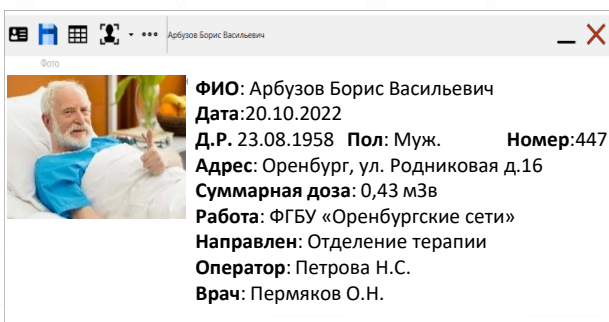 Арбузов Борис Васильевич
Фото
ФИО: Арбузов Борис Васильевич
Дата:20.10.2022
Д.Р. 23.08.1958 Пол: Муж. Номер:447
Адрес: Оренбург, ул. Родниковая д.16
Суммарная доза: 0,43 мЗв
Работа: ФГБУ «Оренбургские сети»
Направлен: Отделение терапии
Оператор: Петрова Н.С.
Врач: Пермяков О.Н.